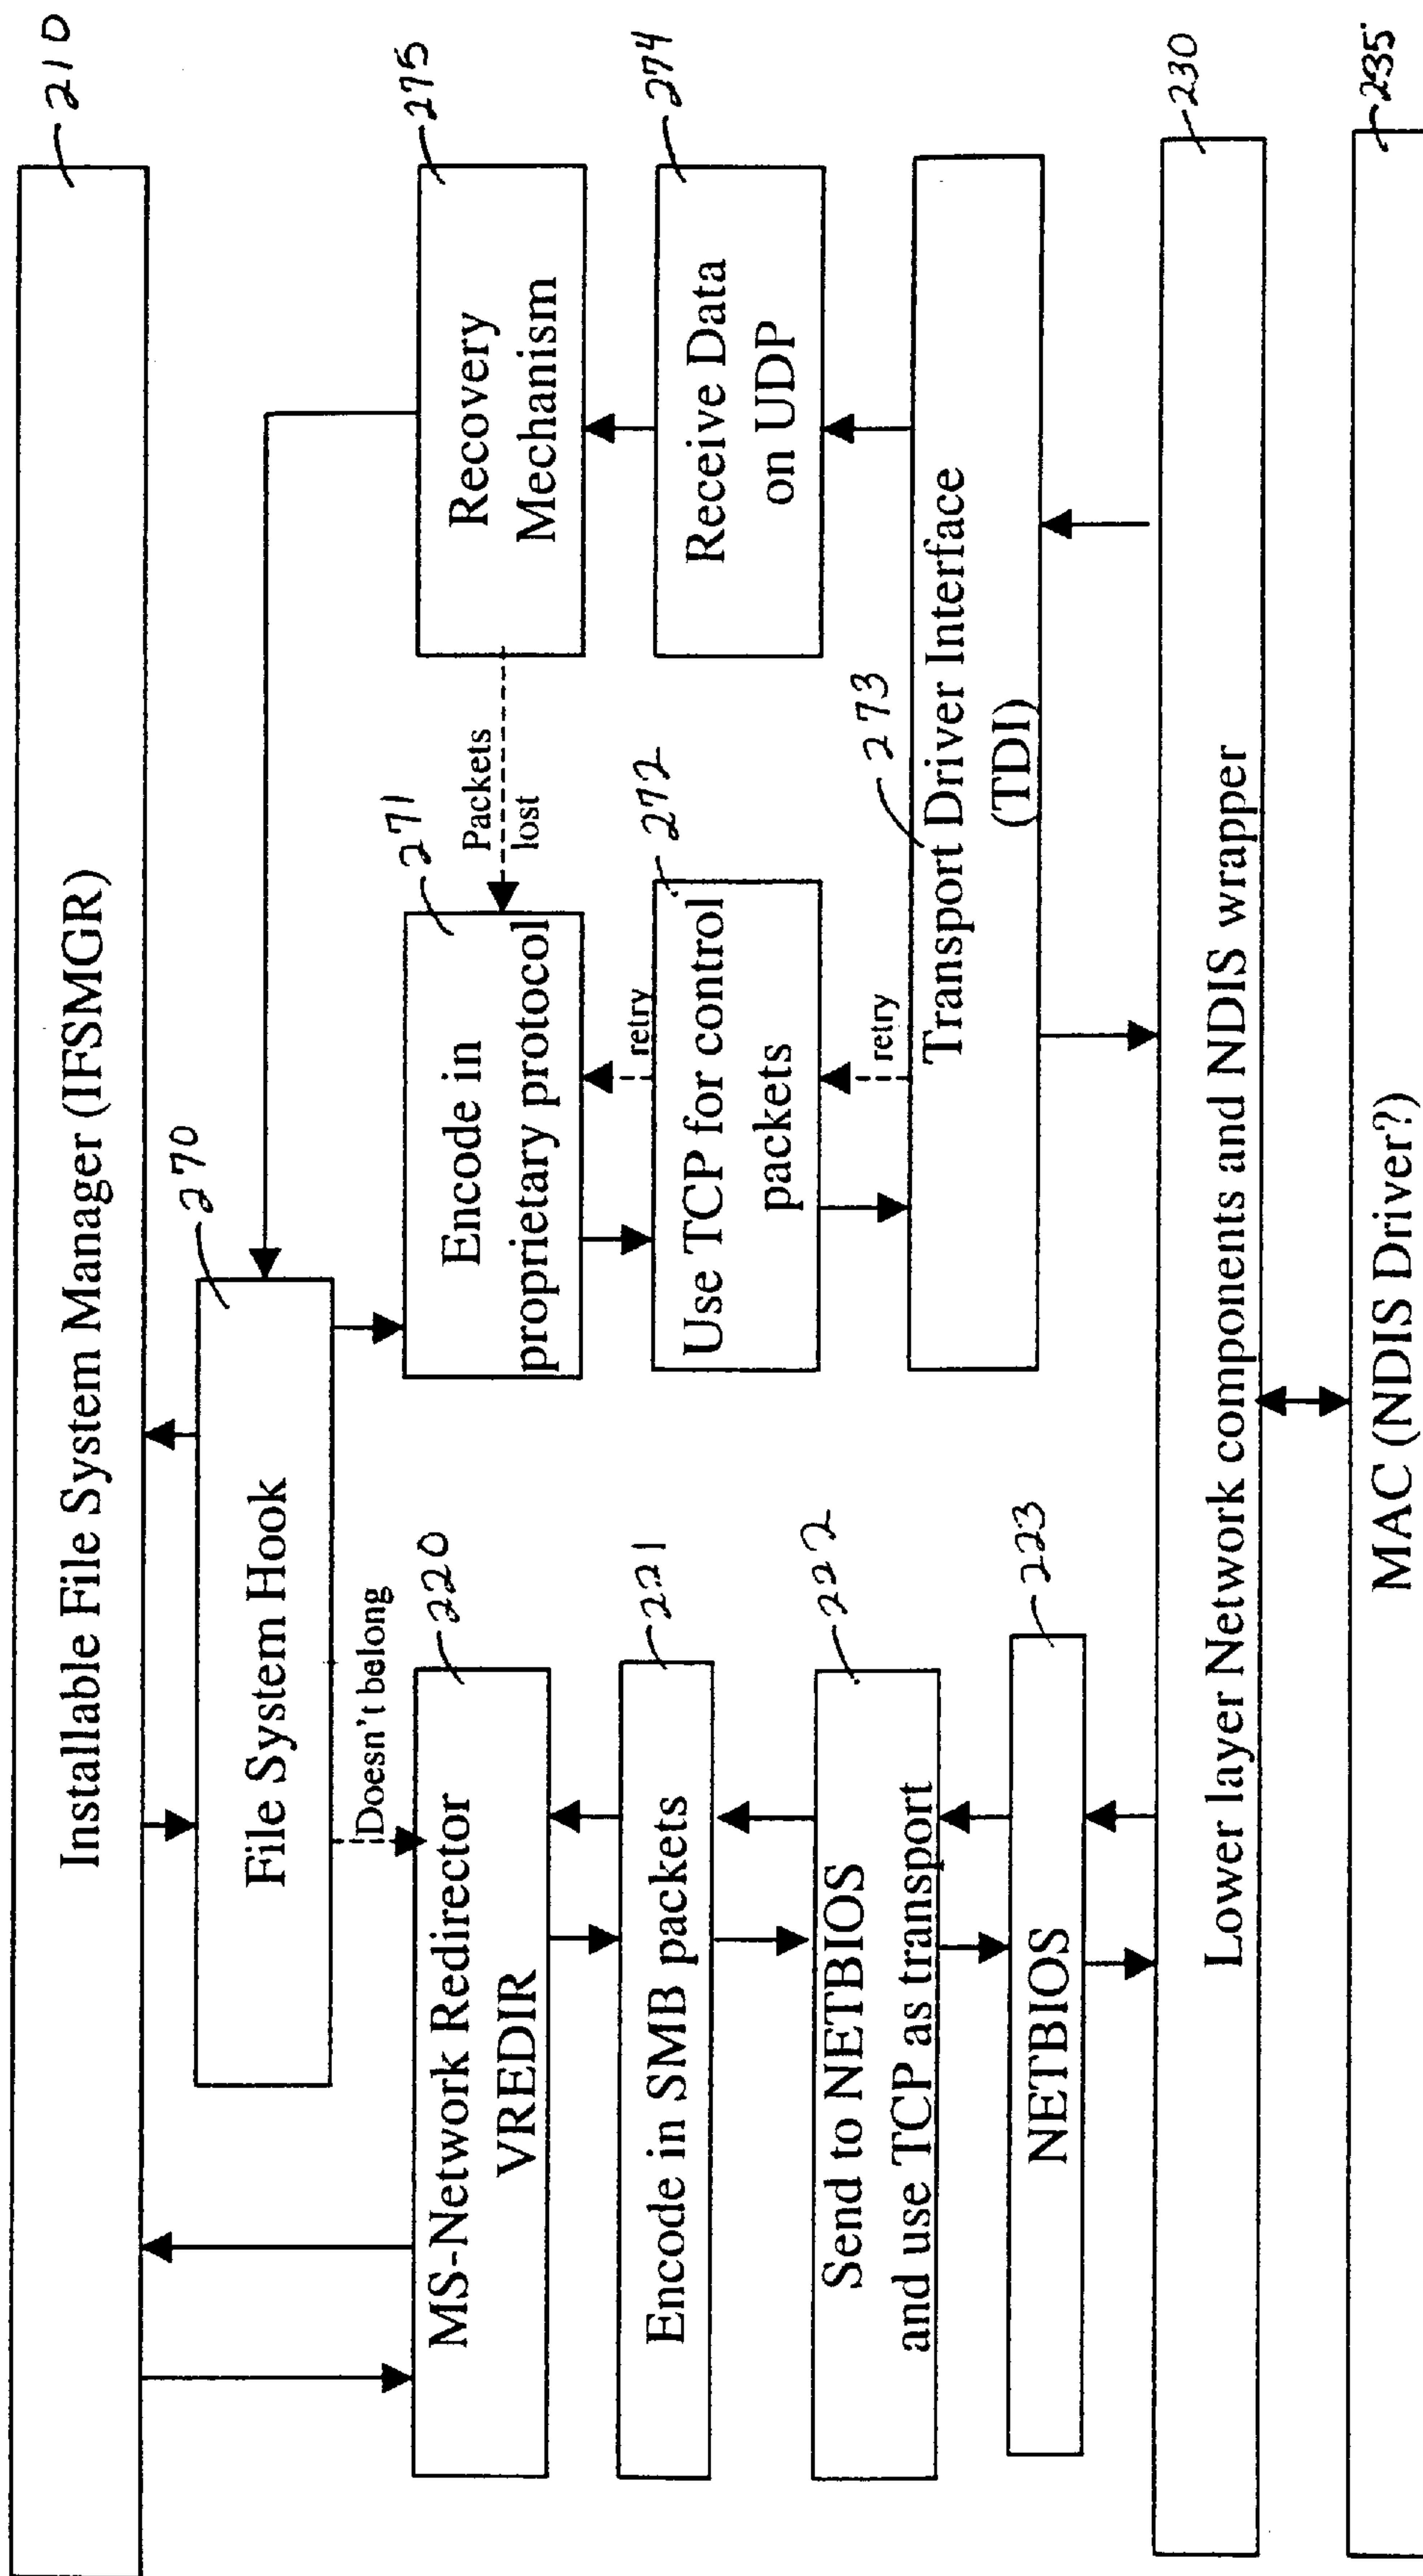 210
Installable File System Manager (IFSMGR)
270
File System Hook
Doesn't belong
220
MS-Network Redirector
VREDIR
221
Encode in SMB packets
222
Send to NETBIOS
and use TCP as transport
223
NETBIOS
271
Encode in
proprietary protocol
Packets
lost
275
Recovery
Mechanism
retry
272
Use TCP for control
packets
274
Receive Data
on UDP
retry
273
Transport Driver Interface
(TDI)
230
Lower layer Network components and NDIS wrapper
235
MAC (NDIS Driver?)